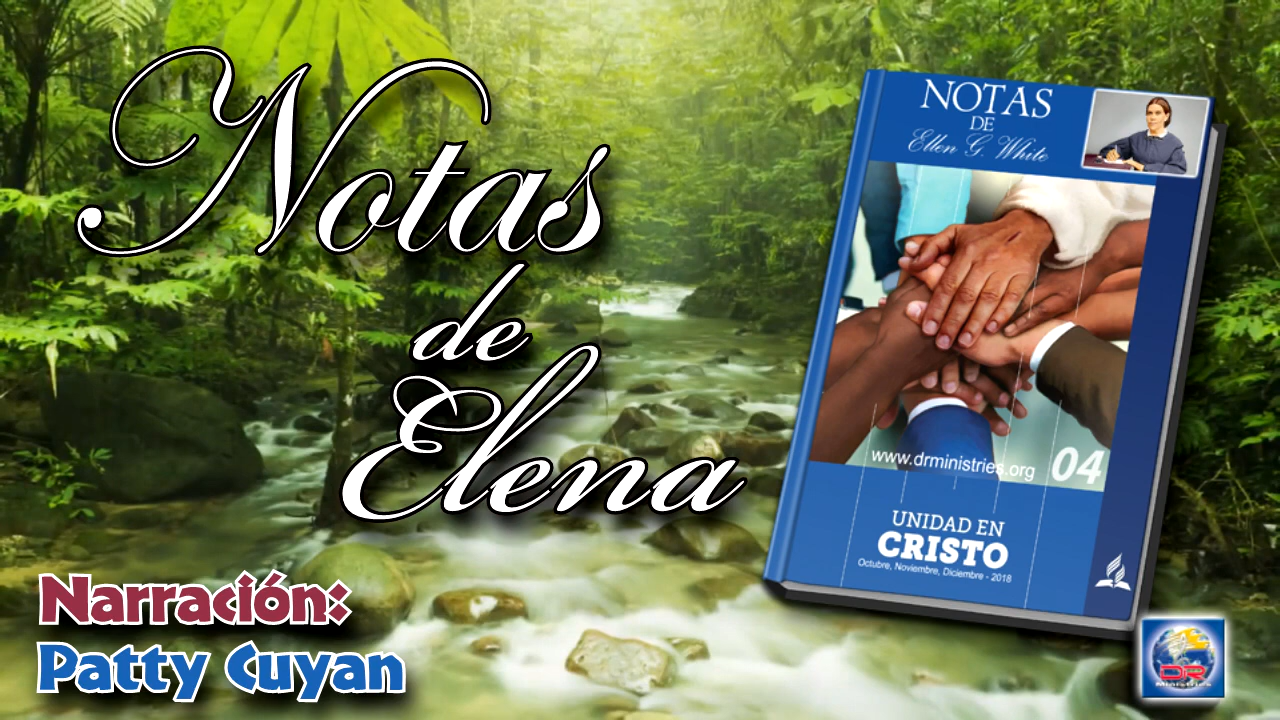 Notas
de
Elena
Narración:
Patty Cuyan
NOTAS
DE
Ellen G. White
www.drministries.org
04
UNIDAD EN
CRISTO
Octubre, Noviembre, Diciembre - 2018
DR
Ministries